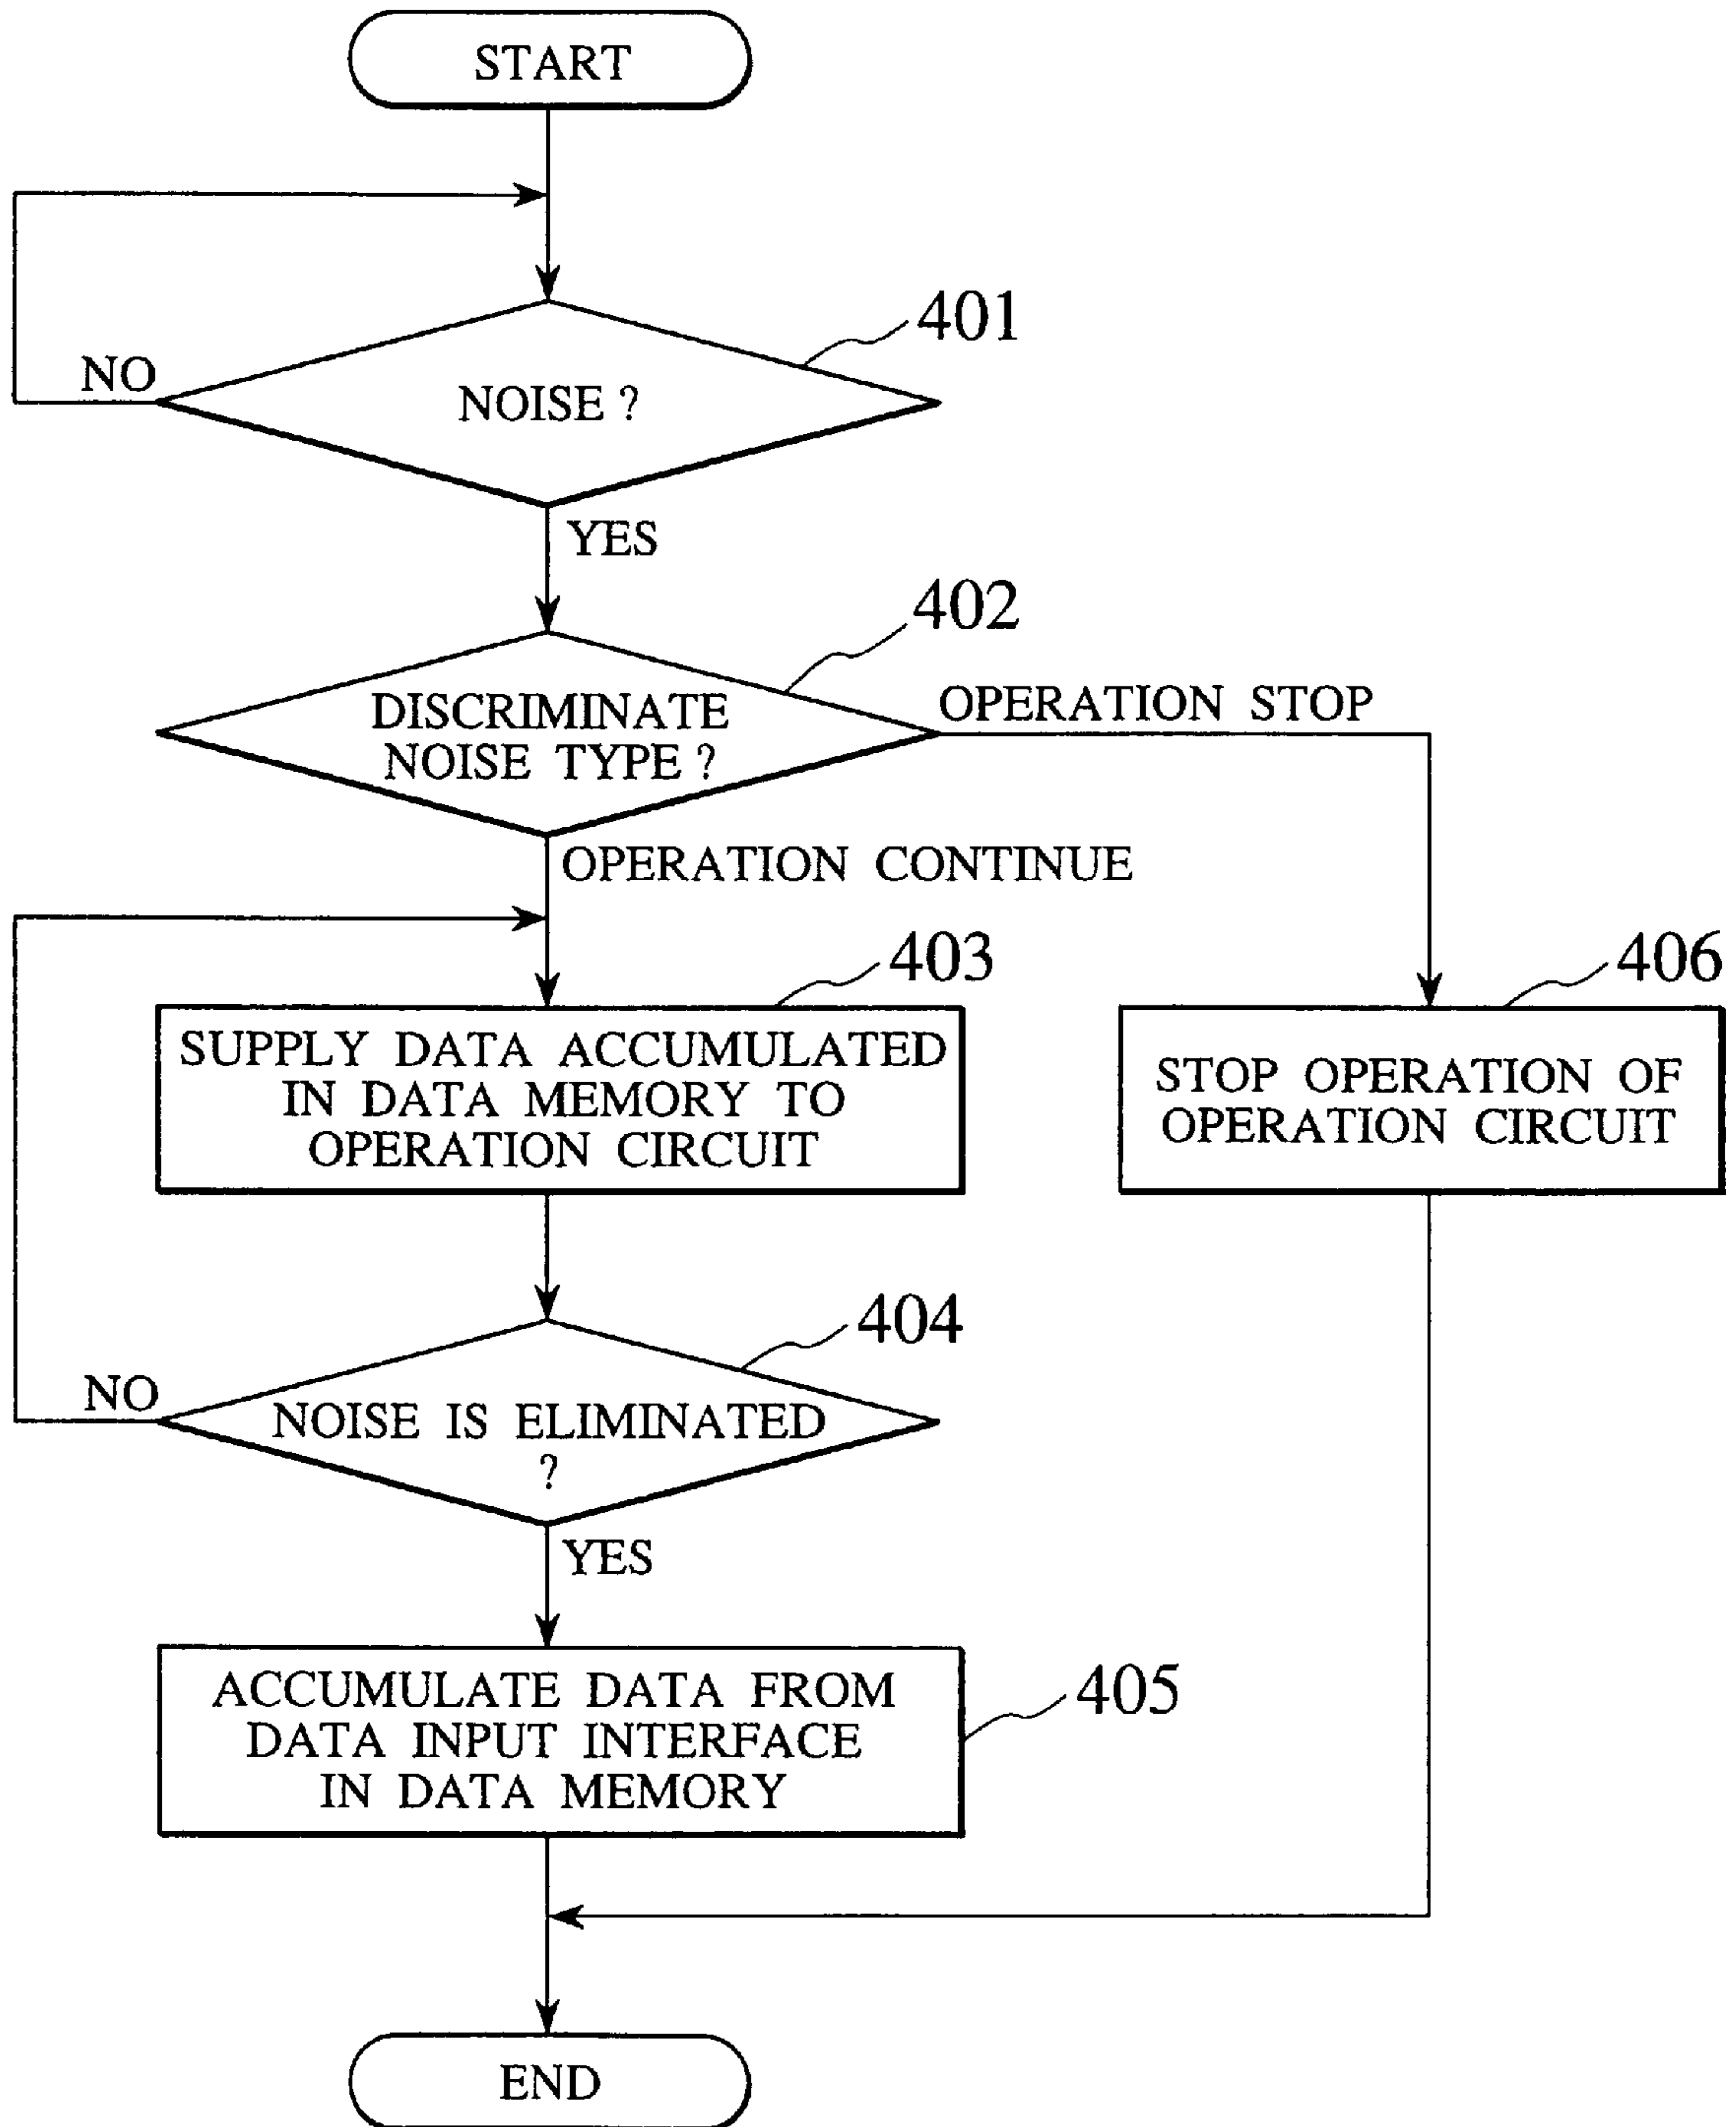 START
401
NO
NOISE ?
YES
402
DISCRIMINATE
NOISE TYPE ?
OPERATION STOP
OPERATION CONTINUE
403
406
SUPPLY DATA ACCUMULATED
IN DATA MEMORY TO
OPERATION CIRCUIT
STOP OPERATION OF
OPERATION CIRCUIT
404
NO
NOISE IS ELIMINATED
?
YES
ACCUMULATE DATA FROM
DATA INPUT INTERFACE
IN DATA MEMORY
405
END